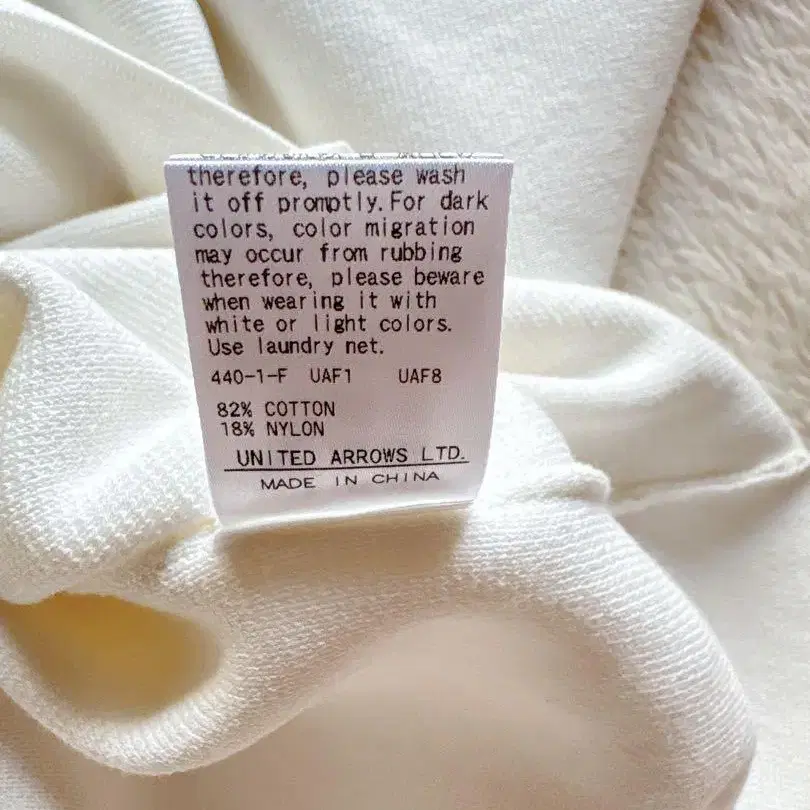 therefore, please wash
it off promptly.For dark
colors, color migration
may occur from rubbing
therefore, please beware
when wearing it with
white or light colors.
Use laundry net.
440-1-F UAF1 UAF8
82% COTTON
18% NYLON
UNITED ARROWS LTD.
MADE IN CHINA